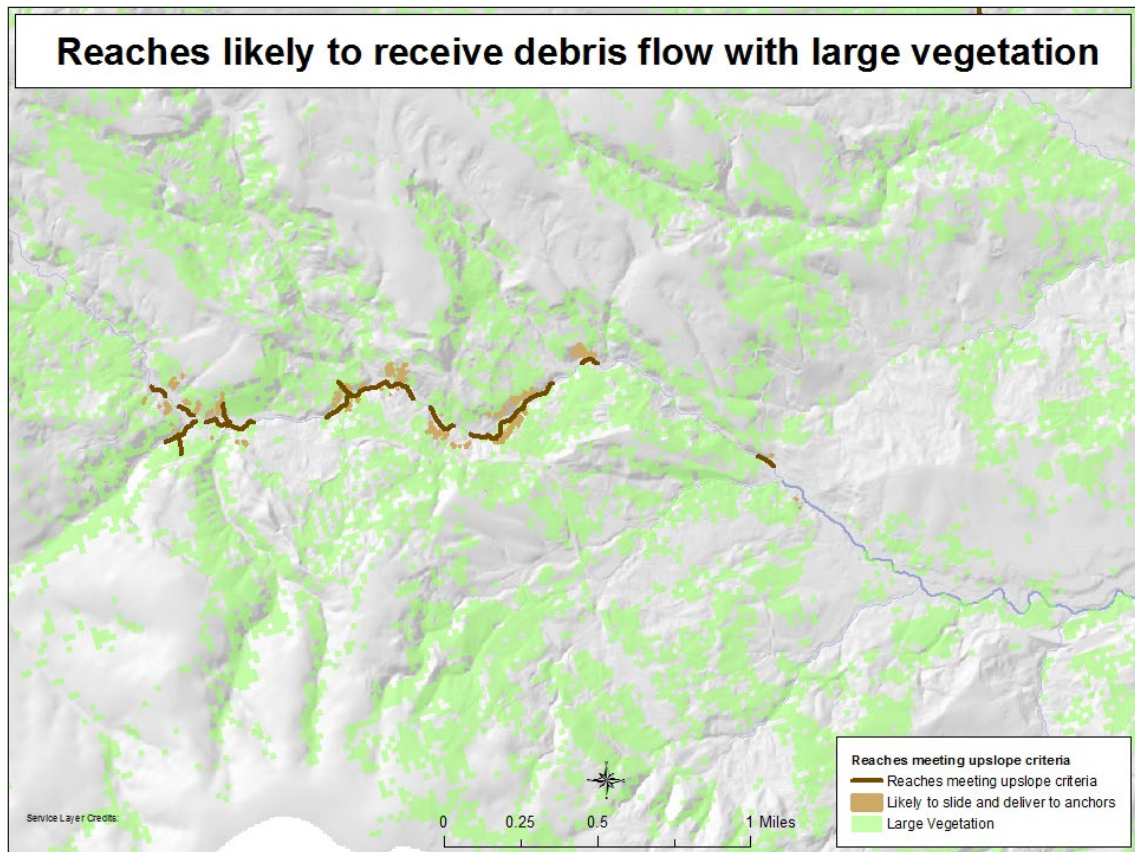 Reaches likely to receive debris flow with large vegetation
Reaches meeting upslope criteria
Reaches meeting upslope criteria
Likely to slide and deliver to anchors
Large Vegetation
Service Layer Credits:
0 0.25 0.5 1 Miles